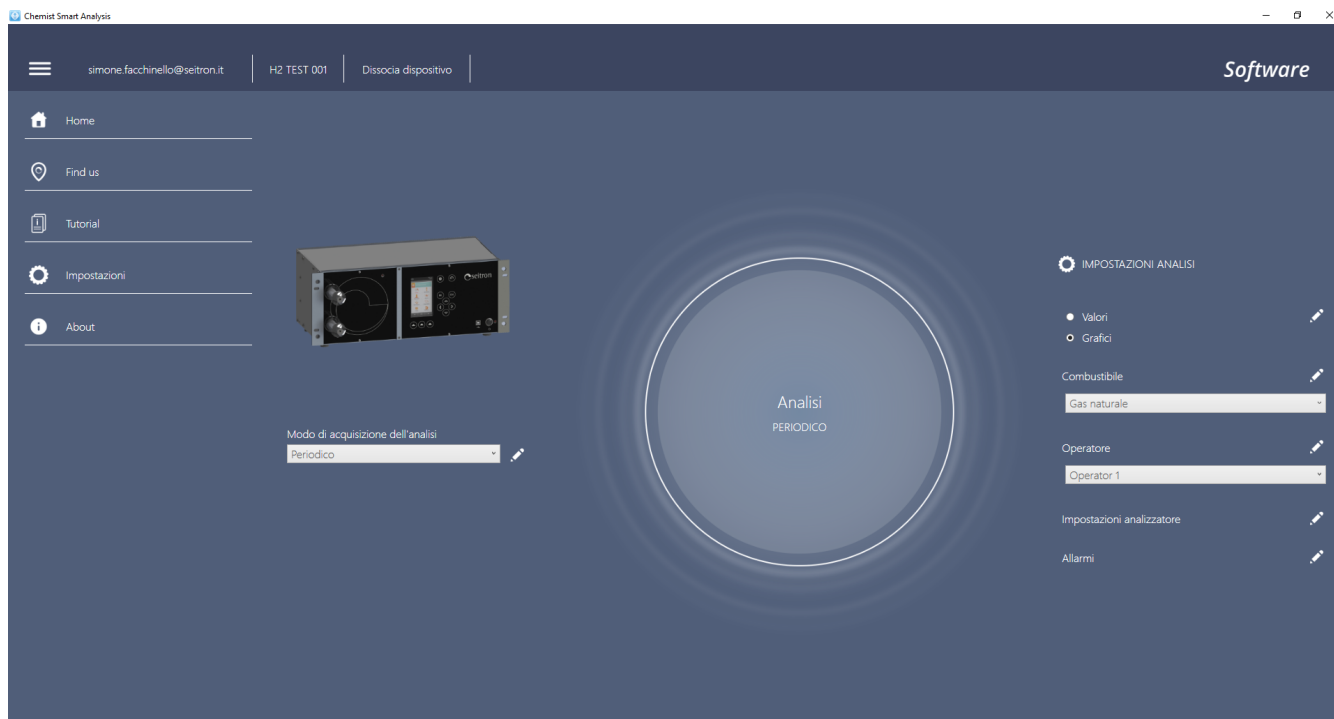 Chemist Smart Analysis
simone.facchinello@seitron.it
H2 TEST 001
Dissocia dispositivo
Software
Home
Find us
Tutorial
Impostazioni
About
seitron
Modo di acquisizione dell'analisi
Periodico
Analisi
PERIODICO
IMPOSTAZIONI ANALISI
Valori
Grafici
Combustibile
Gas naturale
Operatore
Operator 1
Impostazioni analizzatore
Allarmi